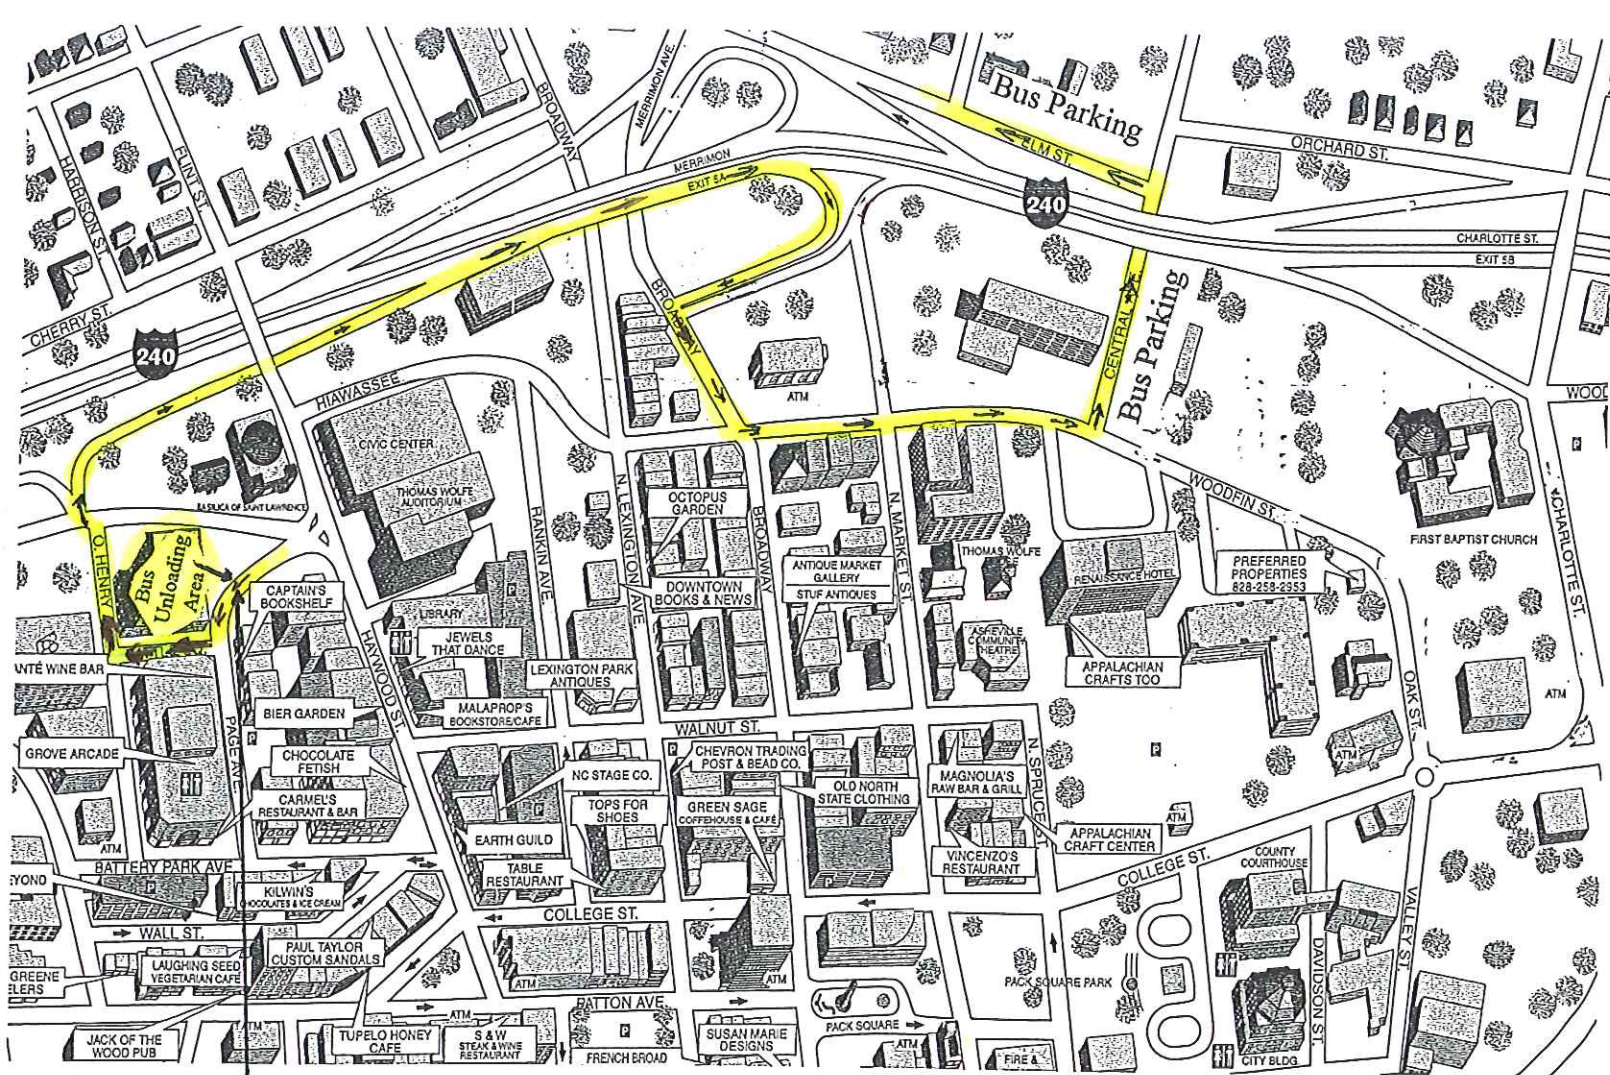 Bus Parking
MERRIMON AVE.
BROADWAY
FLINT ST.
HARRISON ST.
ORCHARD ST.
ELM ST.
MERRIMON
EXIT 5A
240
CHARLOTTE ST.
EXIT 5B
CHERRY ST.
240
BROADWAY
CENTRAL AVE.
Bus Parking
HIAWASSEE
ATM
WOOD
P
CIVIC CENTER
THOMAS WOLFE
AUDITORIUM
BASILICA OF SAINT LAWRENCE
N. LEXINGTON AVE
OCTOPUS
GARDEN
RANKIN AVE.
BROADWAY
N. MARKET ST.
WOODFIN ST.
FIRST BAPTIST CHURCH
CHARLOTTE ST.
O. HENRY
Bus
Unloading
Area
CAPTAIN'S
BOOKSHELF
P
LIBRARY
JEWELS
THAT DANCE
DOWNTOWN
BOOKS & NEWS
ANTIQUE MARKET
GALLERY
STUF ANTIQUES
THOMAS WOLFE
RENAISSANCE HOTEL
PREFERRED
PROPERTIES
828-258-2953
ASHEVILLE
COMMUNITY
THEATRE
APPALACHIAN
CRAFTS TOO
ANTÉ WINE BAR
HAYWOOD ST.
LEXINGTON PARK
ANTIQUES
OAK ST.
ATM
BIER GARDEN
MALAPROP'S
BOOKSTORE/CAFE
WALNUT ST.
PAGE AVE
P
GROVE ARCADE
CHOCOLATE
FETISH
P
CHEVRON TRADING
POST & BEAD CO.
N. SPRUCE ST.
P
ATM
NC STAGE CO.
MAGNOLIA'S
RAW BAR & GRILL
CARMEL'S
RESTAURANT & BAR
P
TOPS FOR
SHOES
GREEN SAGE
COFFEEHOUSE & CAFÉ
OLD NORTH
STATE CLOTHING
ATM
EARTH GUILD
APPALACHIAN
CRAFT CENTER
ATM
BATTERY PARK AVE
TABLE
RESTAURANT
P
VINCENZO'S
RESTAURANT
COLLEGE ST.
COUNTY
COURTHOUSE
EYOND
P
KILWIN'S
CHOCOLATES & ICE CREAM
COLLEGE ST.
VALLEY ST.
WALL ST.
PAUL TAYLOR
CUSTOM SANDALS
DAVIDSON ST.
GREENE
ELERS
LAUGHING SEED
VEGETARIAN CAFE
ATM
ATM
PACK SQUARE PARK
PATTON AVE.
ATM
ATM
JACK OF THE
WOOD PUB
TUPELO HONEY
CAFE
S & W
STEAK & WINE
RESTAURANT
P
FRENCH BROAD
SUSAN MARIE
DESIGNS
PACK SQUARE
ATM
FIRE &
CITY BLDG